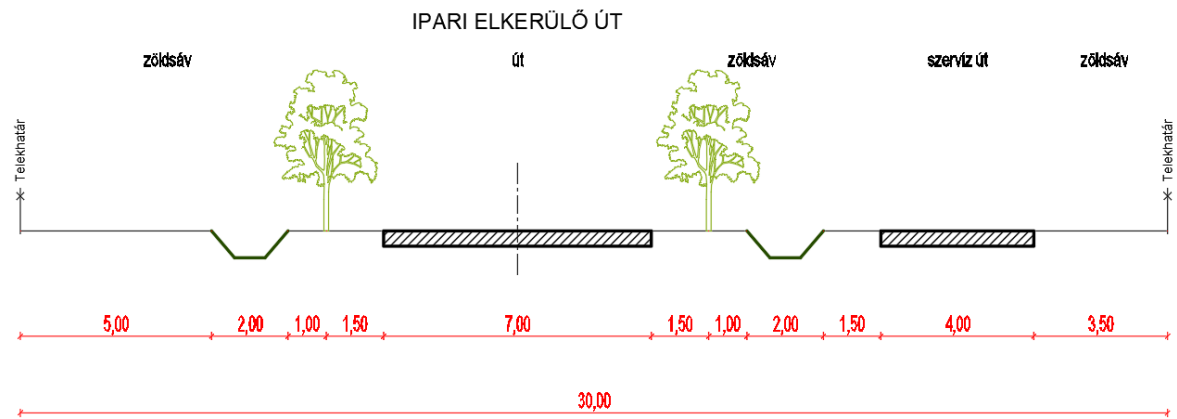 IPARI ELKERÜLŐ ÚT
zöldsáv út zöldsáv szerviz út zöldsáv
Telekhatár Telekhatár
5,00 2,00 1,00 1,50 7,00 1,50 1,00 2,00 1,50 4,00 3,50
30,00